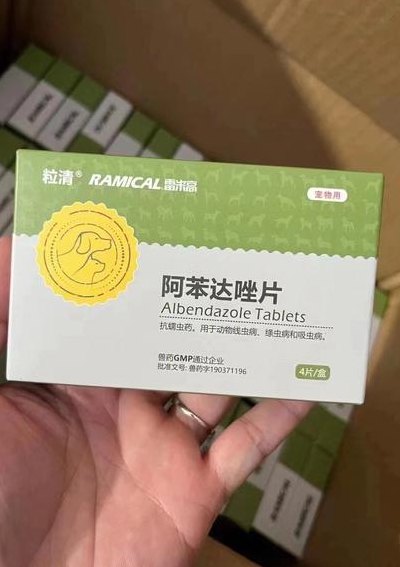 粒清® RAMICAL雷米高
宠物用
阿苯达唑片
Albendazole Tablets
抗蠕虫药。用于动物线虫病、绦虫病和吸虫病。
兽药GMP通过企业
批准文号: 兽药字190371196
4片/盒
RAMICAL